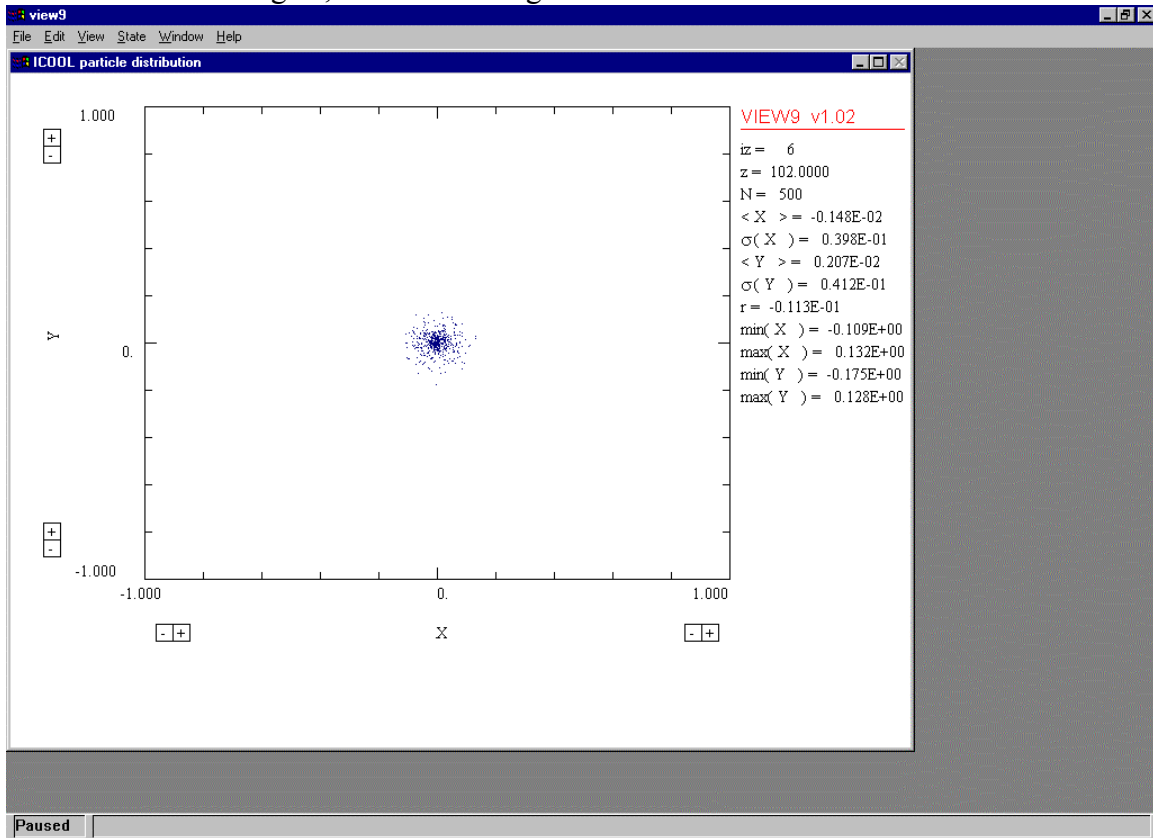 view9
File Edit View State Window Help
ICOOL particle distribution
1.000
+
-
Y
0.
+
-
-1.000
-1.000 0. 1.000
- + X - +
VIEW9 v1.02
iz = 6
z = 102.0000
N = 500
< X > = -0.148E-02
σ( X ) = 0.398E-01
< Y > = 0.207E-02
σ( Y ) = 0.412E-01
r = -0.113E-01
min( X ) = -0.109E+00
max( X ) = 0.132E+00
min( Y ) = -0.175E+00
max( Y ) = 0.128E+00
Paused